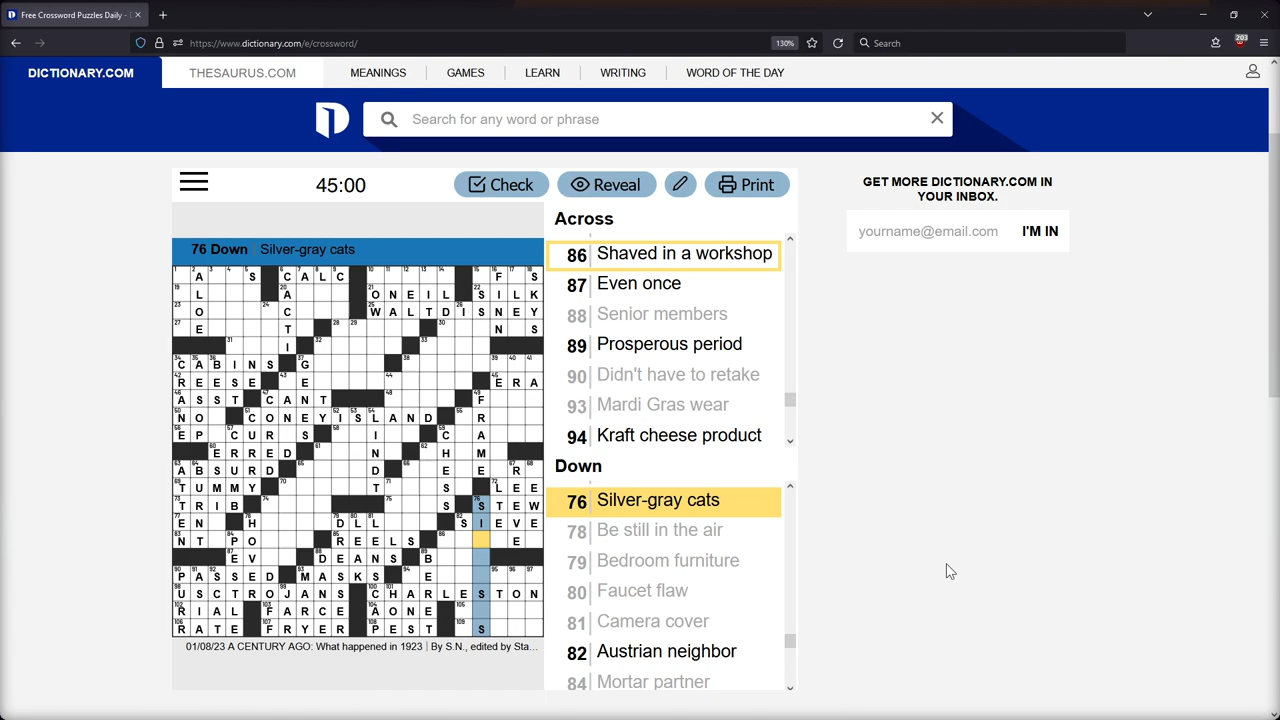 Free Crossword Puzzles Daily -
https://www.dictionary.com/e/crossword/
130%
Search
203
DICTIONARY.COM
THESAURUS.COM
MEANINGS
GAMES
LEARN
WRITING
WORD OF THE DAY
Search for any word or phrase
45:00
Check
Reveal
Print
76 Down Silver-gray cats
A S C A L C F S
L A O N E I L S I L K
O C W A L T D I S N E Y
E T N S
I
C A B I N S G
R E E S E E E R A
A S S T C A N T F
N O C O N E Y I S L A N D R
E P C U R S I C A
E R R E D N H M
A B S U R D D E E R
T U M M Y T S L E E
T R I B S S T E W
E N H D L L S I E V E
N T P O R E E L S E
E V D E A N S B
P A S S E D M A S K S E
U S C T R O J A N S C H A R L E S T O N
R I A L F A R C E A O N E
R A T E F R Y E R P E S T S
01/08/23 A CENTURY AGO: What happened in 1923 | By S.N., edited by Sta...
Across
86 Shaved in a workshop
87 Even once
88 Senior members
89 Prosperous period
90 Didn't have to retake
93 Mardi Gras wear
94 Kraft cheese product
Down
76 Silver-gray cats
78 Be still in the air
79 Bedroom furniture
80 Faucet flaw
81 Camera cover
82 Austrian neighbor
84 Mortar partner
GET MORE DICTIONARY.COM IN
YOUR INBOX.
yourname@email.com I'M IN